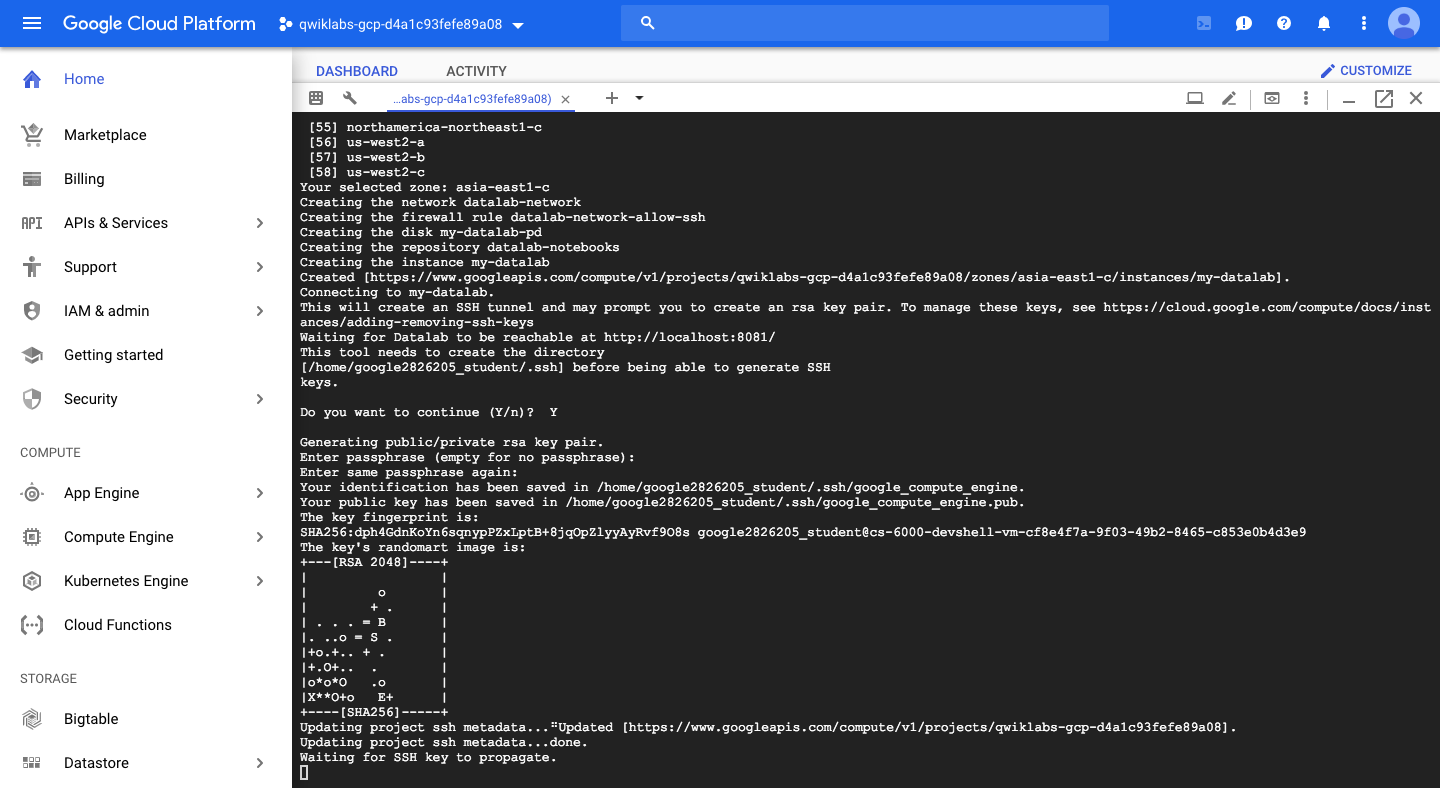 Google Cloud Platform
qwiklabs-gcp-d4a1c93fefe89a08
Home
Marketplace
Billing
API
APIs & Services
Support
IAM & admin
Getting started
Security
COMPUTE
App Engine
Compute Engine
Kubernetes Engine
Cloud Functions
STORAGE
Bigtable
Datastore
DASHBOARD
ACTIVITY
CUSTOMIZE
...abs-gcp-d4a1c93fefe89a08)
[55] northamerica-northeast1-c
[56] us-west2-a
[57] us-west2-b
[58] us-west2-c
Your selected zone: asia-east1-c
Creating the network datalab-network
Creating the firewall rule datalab-network-allow-ssh
Creating the disk my-datalab-pd
Creating the repository datalab-notebooks
Creating the instance my-datalab
Created [https://www.googleapis.com/compute/v1/projects/qwiklabs-gcp-d4a1c93fefe89a08/zones/asia-east1-c/instances/my-datalab].
Connecting to my-datalab.
This will create an SSH tunnel and may prompt you to create an rsa key pair. To manage these keys, see https://cloud.google.com/compute/docs/inst
ances/adding-removing-ssh-keys
Waiting for Datalab to be reachable at http://localhost:8081/
This tool needs to create the directory
[/home/google2826205_student/.ssh] before being able to generate SSH
keys.
Do you want to continue (Y/n)?  Y
Generating public/private rsa key pair.
Enter passphrase (empty for no passphrase):
Enter same passphrase again:
Your identification has been saved in /home/google2826205_student/.ssh/google_compute_engine.
Your public key has been saved in /home/google2826205_student/.ssh/google_compute_engine.pub.
The key fingerprint is:
SHA256:dph4GdnKoYn6sqnypPZxLptB+8jqOpZlyyAyRvf9O8s google2826205_student@cs-6000-devshell-vm-cf8e4f7a-9f03-49b2-8465-c853e0b4d3e9
The key's randomart image is:
+---[RSA 2048]----+
|                 |
|         o       |
|        + .      |
| . . . = B       |
|. ..o = S .      |
|+o.+.. + .       |
|+.O+..  .        |
|o*o*O   .o       |
|X**O+o   E+      |
+----[SHA256]-----+
Updating project ssh metadata...⠛Updated [https://www.googleapis.com/compute/v1/projects/qwiklabs-gcp-d4a1c93fefe89a08].
Updating project ssh metadata...done.
Waiting for SSH key to propagate.